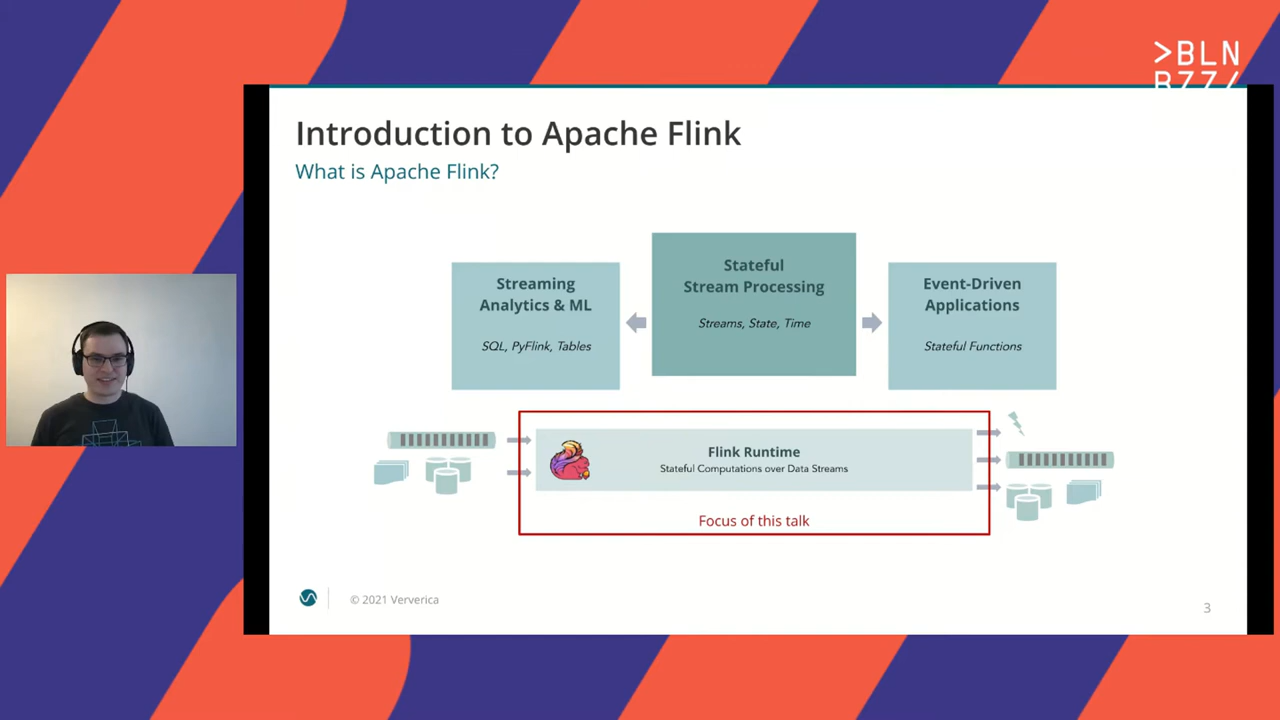 >BLN
BZZ/
Introduction to Apache Flink
What is Apache Flink?
Streaming
Analytics & ML
SQL, PyFlink, Tables
Stateful
Stream Processing
Streams, State, Time
Event-Driven
Applications
Stateful Functions
Flink Runtime
Stateful Computations over Data Streams
Focus of this talk
© 2021 Ververica
3